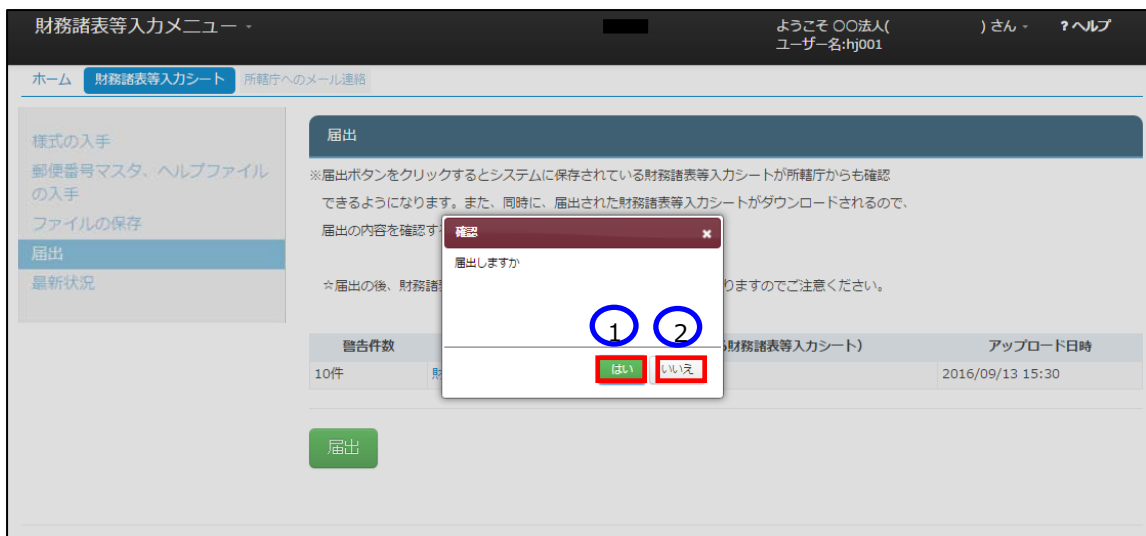 財務諸表等入力メニュー
ようこそ 〇〇法人(　　　　)さん
?ヘルプ
ユーザー名:hj001
ホーム 財務諸表等入力シート 所轄庁へのメール連絡
様式の入手
郵便番号マスタ、ヘルプファイル
の入手
ファイルの保存
届出
最新状況
届出
※届出ボタンをクリックするとシステムに保存されている財務諸表等入力シートが所轄庁からも確認
できるようになります。また、同時に、届出された財務諸表等入力シートがダウンロードされるので、
届出の内容を確認す
☆届出の後、財務諸
りますのでご注意ください。
確認 ×
届出しますか
1 2
はい いいえ
警告件数
財務諸表等入力シート)
アップロード日時
10件
財
2016/09/13 15:30
届出